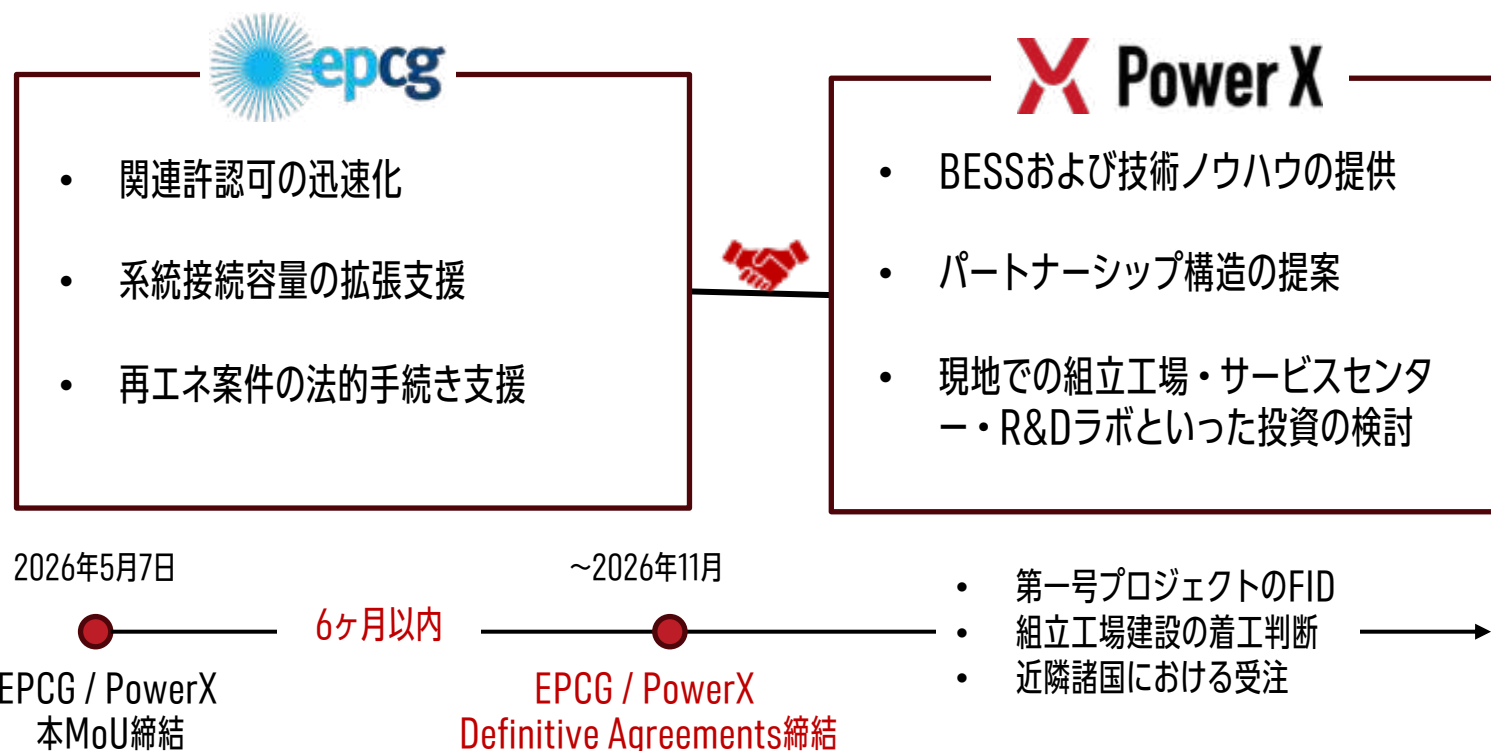 epcg
• 関連許認可の迅速化
• 系統接続容量の拡張支援
• 再エネ案件の法的手続き支援
Power X
• BESSおよび技術ノウハウの提供
• パートナーシップ構造の提案
• 現地での組立工場・サービスセンタ
ー・R&Dラボといった投資の検討
2026年5月7日
6ヶ月以内
～2026年11月
EPCG / PowerX
本MoU締結
EPCG / PowerX
Definitive Agreements締結
• 第一号プロジェクトのFID
• 組立工場建設の着工判断
• 近隣諸国における受注